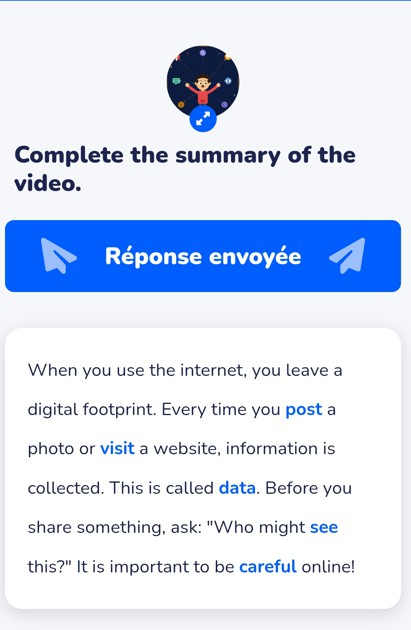 Complete the summary of the
video.
Réponse envoyée
When you use the internet, you leave a
digital footprint. Every time you post a
photo or visit a website, information is
collected. This is called data. Before you
share something, ask: "Who might see
this?" It is important to be careful online!